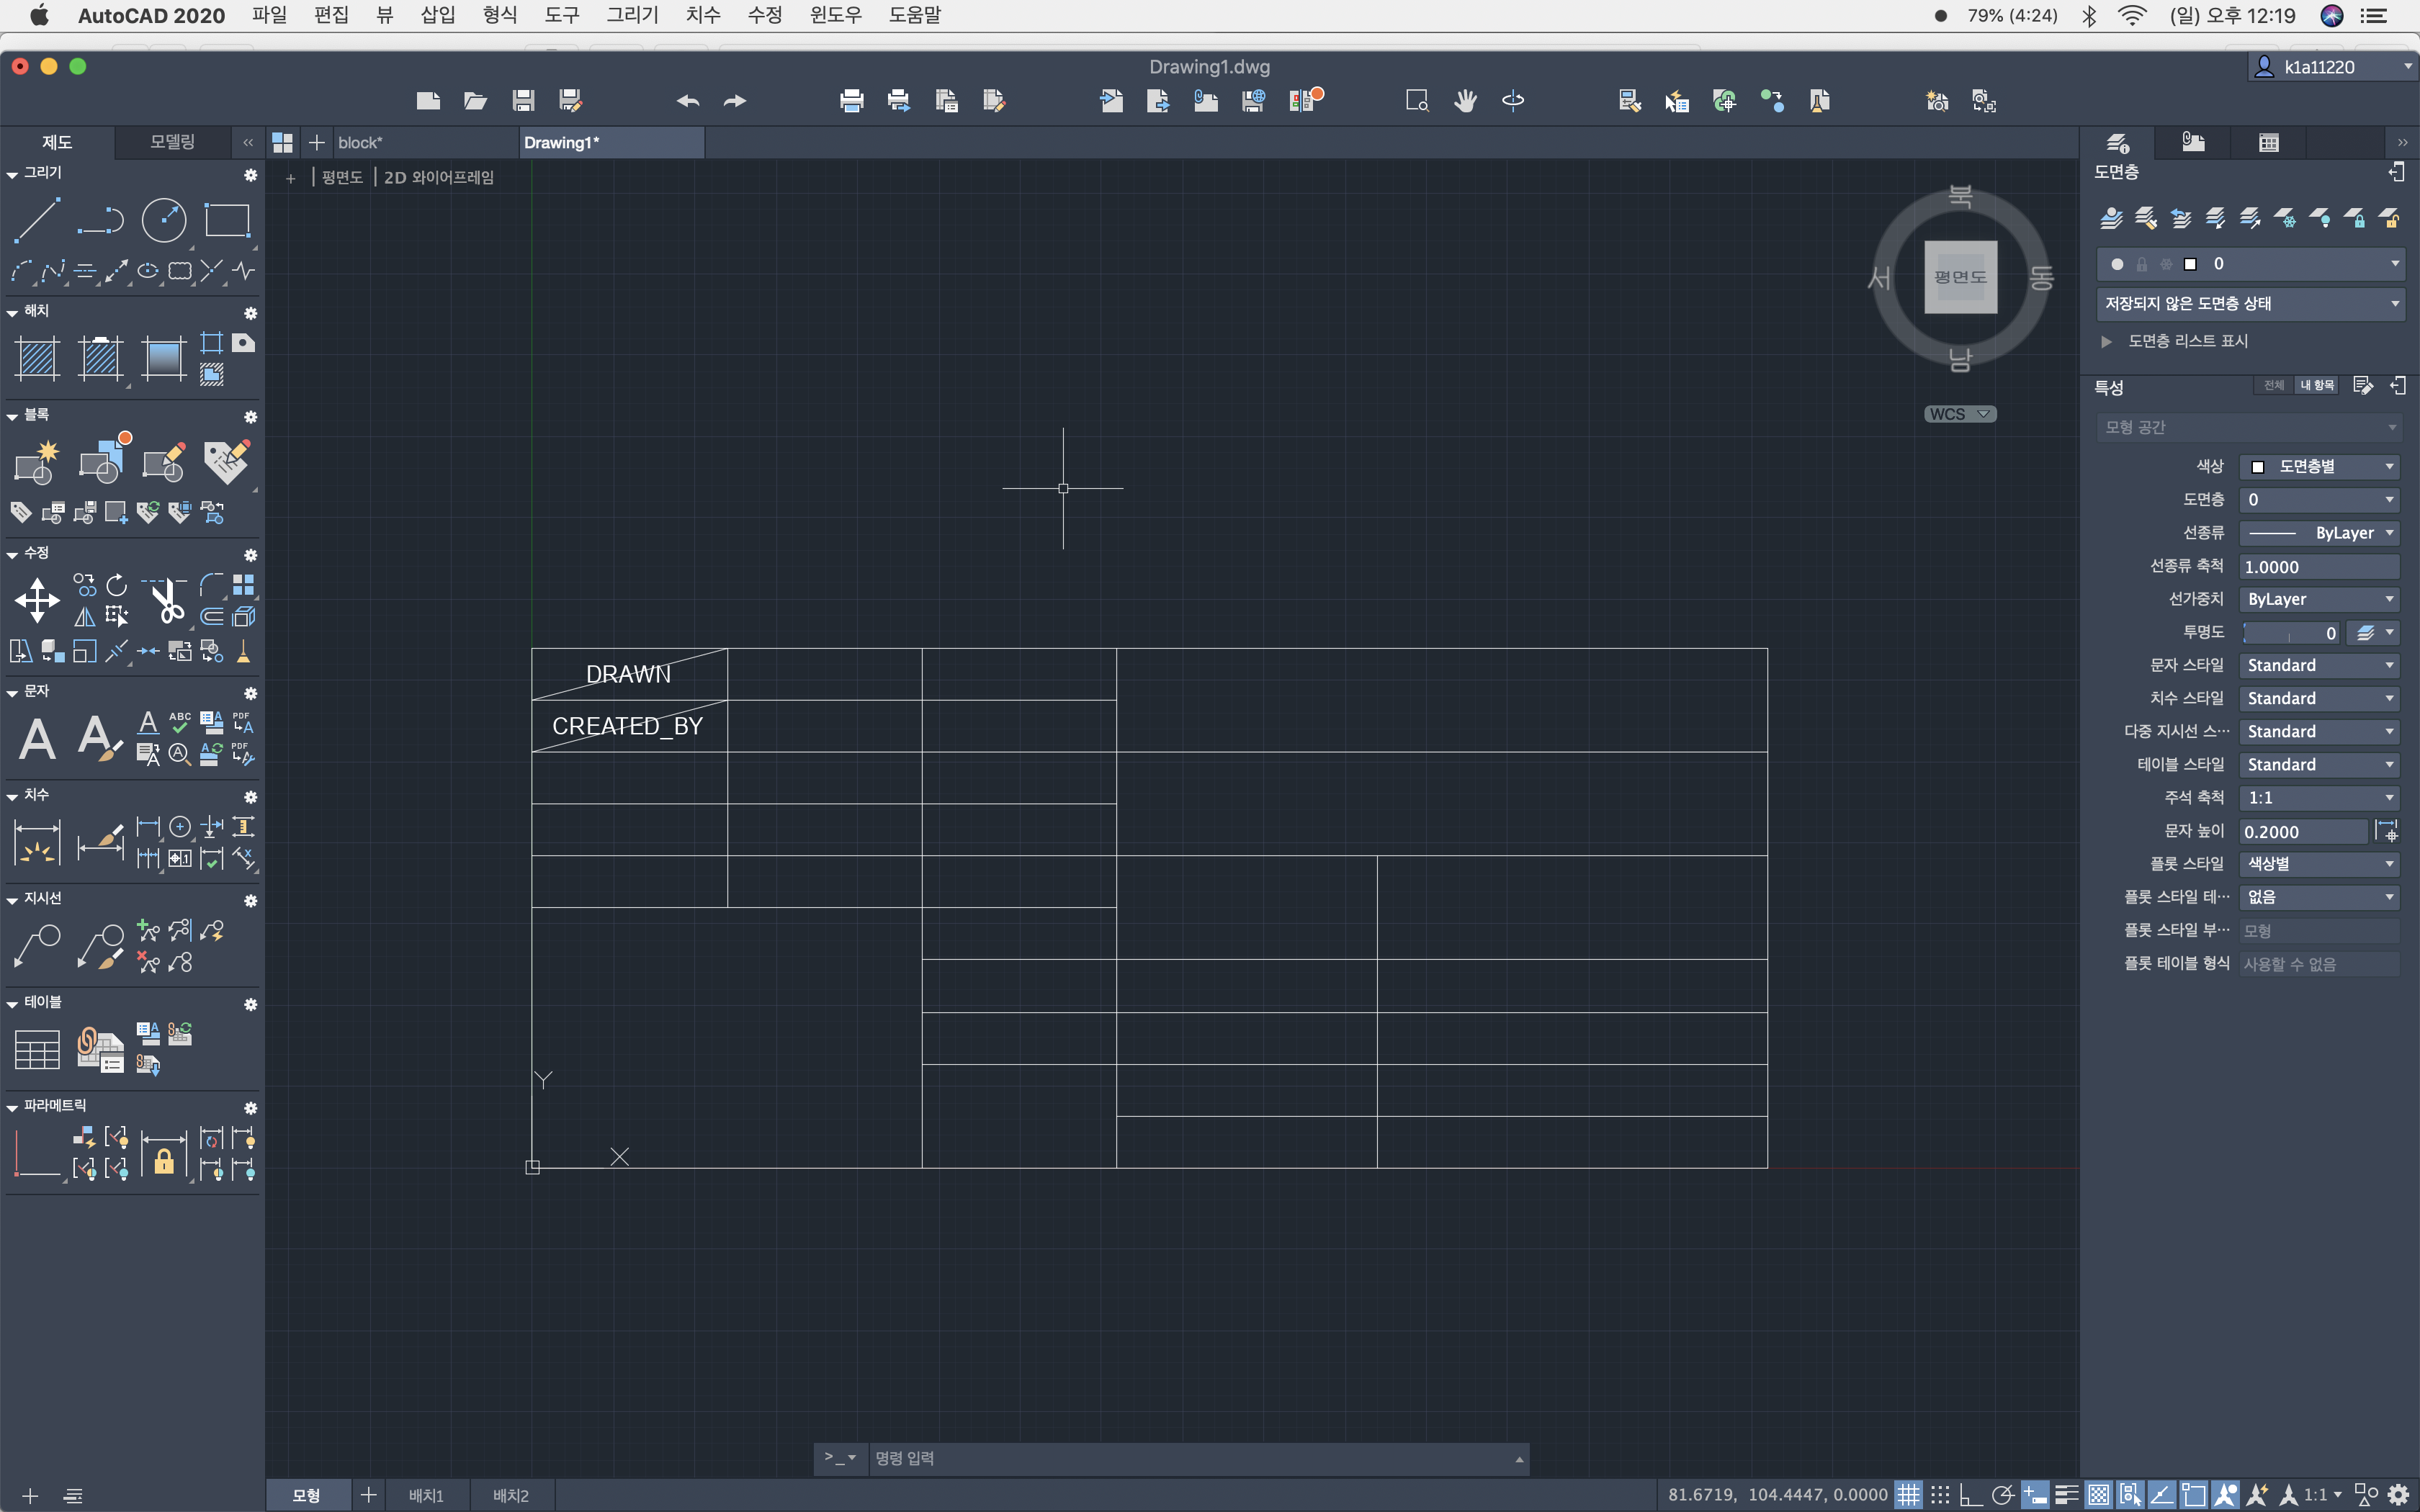 AutoCAD 2020 파일 편집 뷰 삽입 형식 도구 그리기 치수 수정 윈도우 도움말 79% (4:24) (일) 오후 12:19
Drawing1.dwg k1a11220
제도 모델링 block* Drawing1*
+ 평면도 2D 와이어프레임
그리기
해치
블록
수정
문자
A A A ABC A PDF A
A A A PDF
치수
지시선
테이블
파라메트릭
DRAWN
CREATED_BY
Y
X
북
서 평면도 동
남
WCS
도면층
0
저장되지 않은 도면층 상태
도면층 리스트 표시
특성 전체 내 항목
모형 공간
색상 도면층별
도면층 0
선종류 ByLayer
선종류 축척 1.0000
선가중치 ByLayer
투명도 0
문자 스타일 Standard
치수 스타일 Standard
다중 지시선 스··· Standard
테이블 스타일 Standard
주석 축척 1:1
문자 높이 0.2000
플롯 스타일 색상별
플롯 스타일 테··· 없음
플롯 스타일 부··· 모형
플롯 테이블 형식 사용할 수 없음
>_ 명령 입력
모형 배치1 배치2 81.6719, 104.4447, 0.0000 1:1